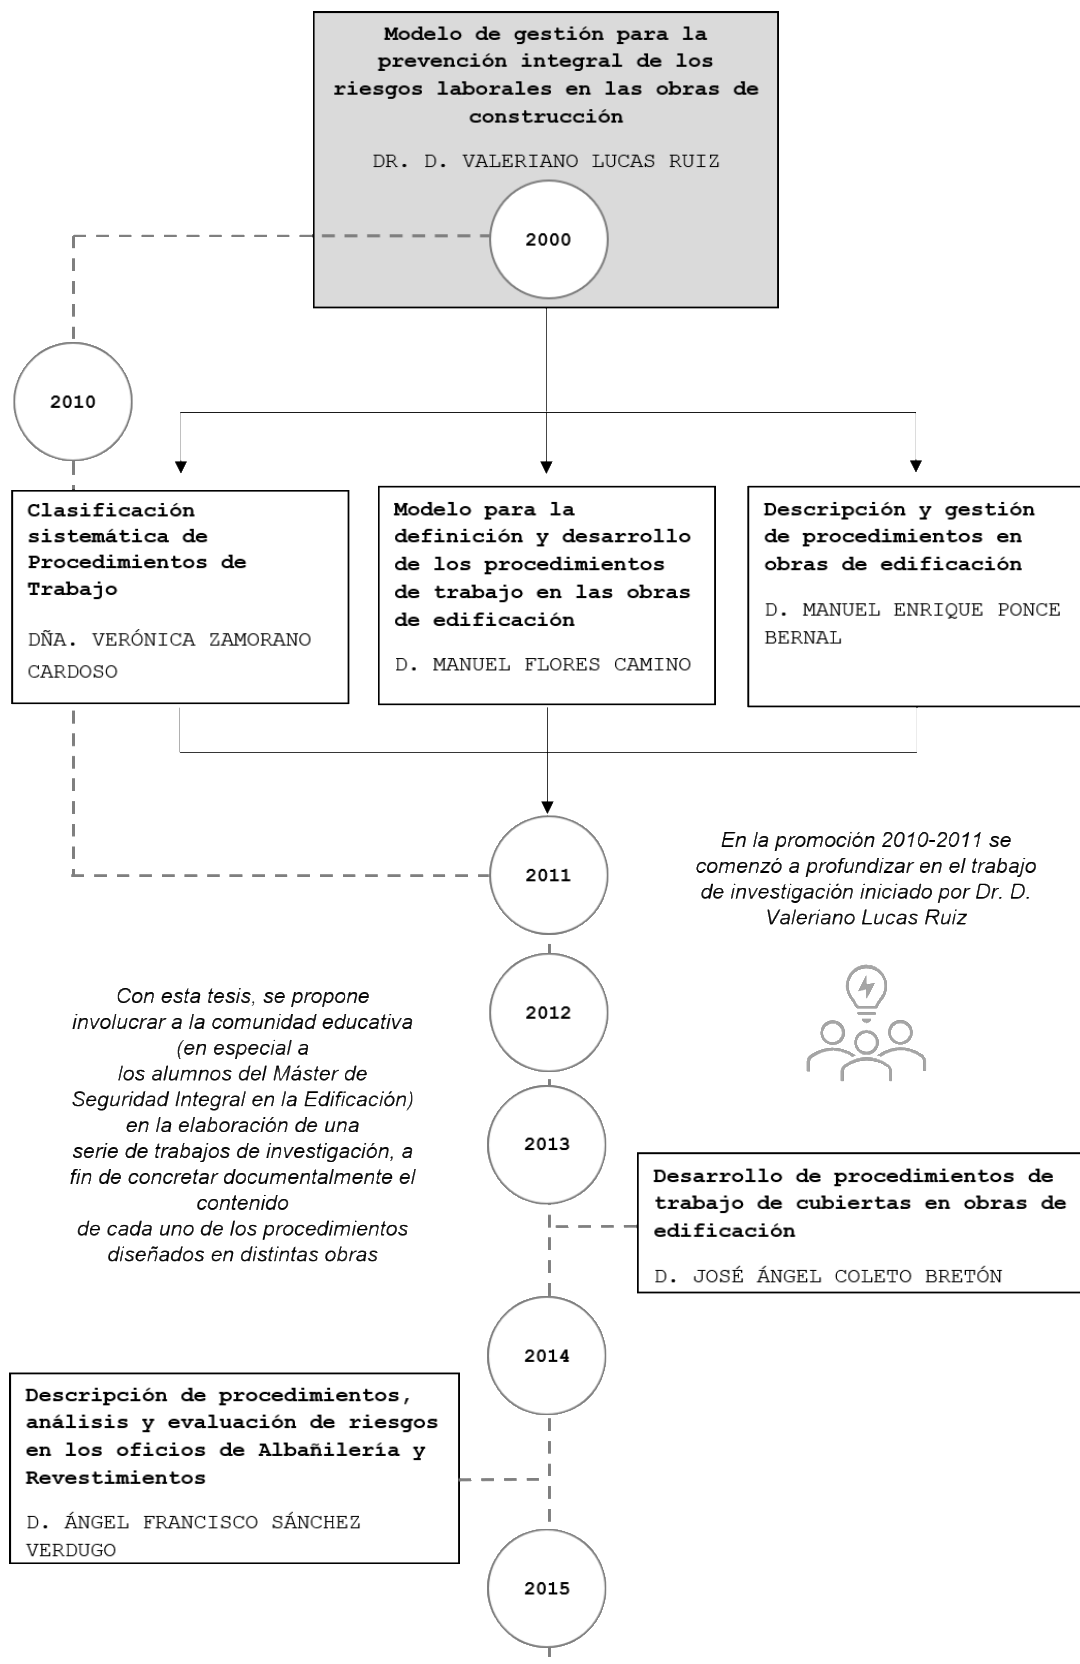 Modelo de gestión para la
prevención integral de los
riesgos laborales en las obras de
construcción
DR. D. VALERIANO LUCAS RUIZ
2000
2010
Clasificación
sistemática de
Procedimientos de
Trabajo
DÑA. VERÓNICA ZAMORANO
CARDOSO
Modelo para la
definición y desarrollo
de los procedimientos
de trabajo en las obras
de edificación
D. MANUEL FLORES CAMINO
Descripción y gestión
de procedimientos en
obras de edificación
D. MANUEL ENRIQUE PONCE
BERNAL
2011
En la promoción 2010-2011 se
comenzó a profundizar en el trabajo
de investigación iniciado por Dr. D.
Valeriano Lucas Ruiz
2012
Con esta tesis, se propone
involucrar a la comunidad educativa
(en especial a
los alumnos del Máster de
Seguridad Integral en la Edificación)
en la elaboración de una
serie de trabajos de investigación, a
fin de concretar documentalmente el
contenido
de cada uno de los procedimientos
diseñados en distintas obras
2013
Desarrollo de procedimientos de
trabajo de cubiertas en obras de
edificación
D. JOSÉ ÁNGEL COLETO BRETÓN
2014
Descripción de procedimientos,
análisis y evaluación de riesgos
en los oficios de Albañilería y
Revestimientos
D. ÁNGEL FRANCISCO SÁNCHEZ
VERDUGO
2015